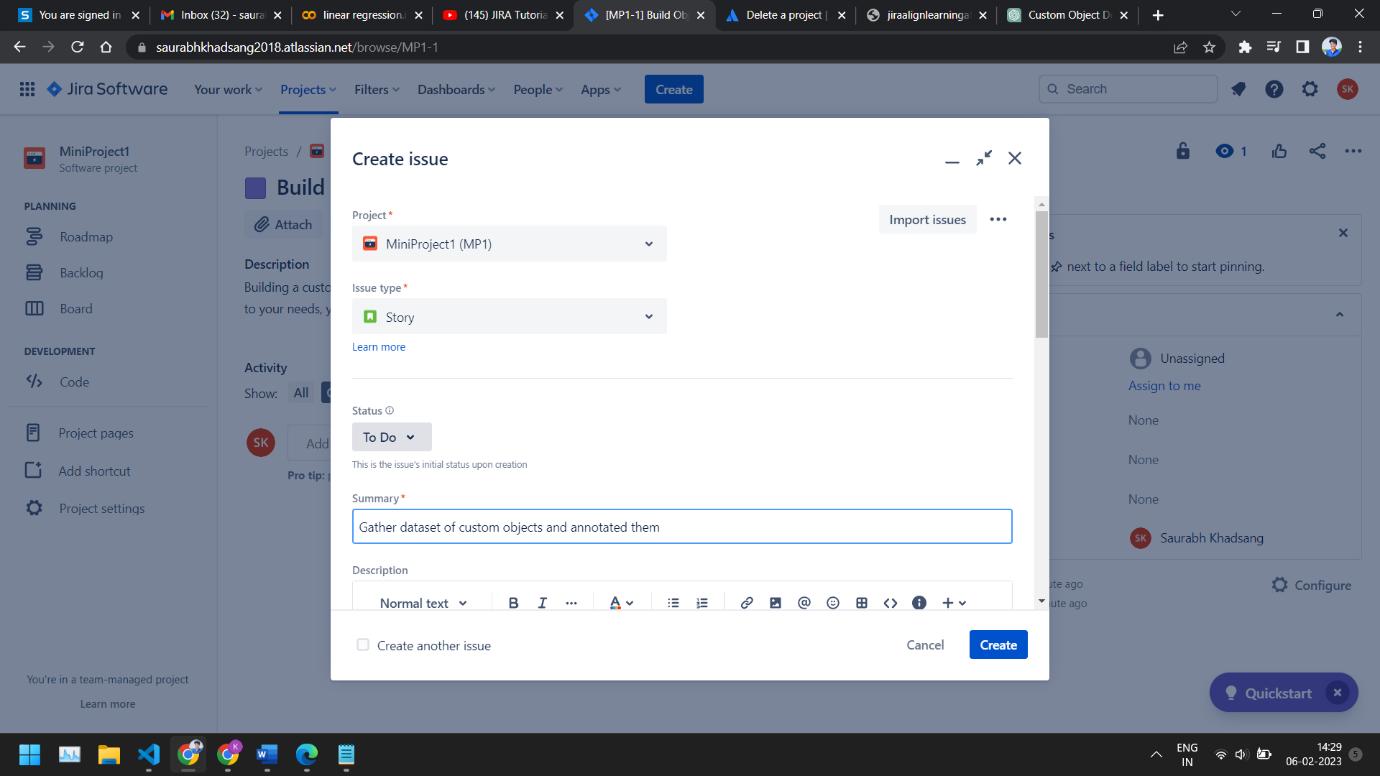 You are signed in
Inbox (32) - saura
linear regression.
(145) JIRA Tutoria
[MP1-1] Build Ob
Delete a project |
jiraalignlearninga
Custom Object D
saurabhkhadsang2018.atlassian.net/browse/MP1-1
Jira Software
Your work
Projects
Filters
Dashboards
People
Apps
Create
Search
SK
MiniProject1
Software project
PLANNING
Roadmap
Backlog
Board
DEVELOPMENT
Code
Project pages
Add shortcut
Project settings
You're in a team-managed project
Learn more
Projects /
Build
Attach
Description
Building a custo
to your needs, y
Activity
Show: All
SK
Add
Pro tip: p
Create issue
Import issues
Project *
MiniProject1 (MP1)
Issue type *
Story
Learn more
Status
To Do
This is the issue's initial status upon creation
Summary *
Gather dataset of custom objects and annotated them
Description
Normal text
B
I
A
Create another issue
Cancel
Create
1
s
next to a field label to start pinning.
Unassigned
Assign to me
None
None
None
SK
Saurabh Khadsang
ute ago
ute ago
Configure
Quickstart
K
W
ENG
IN
14:29
06-02-2023
5